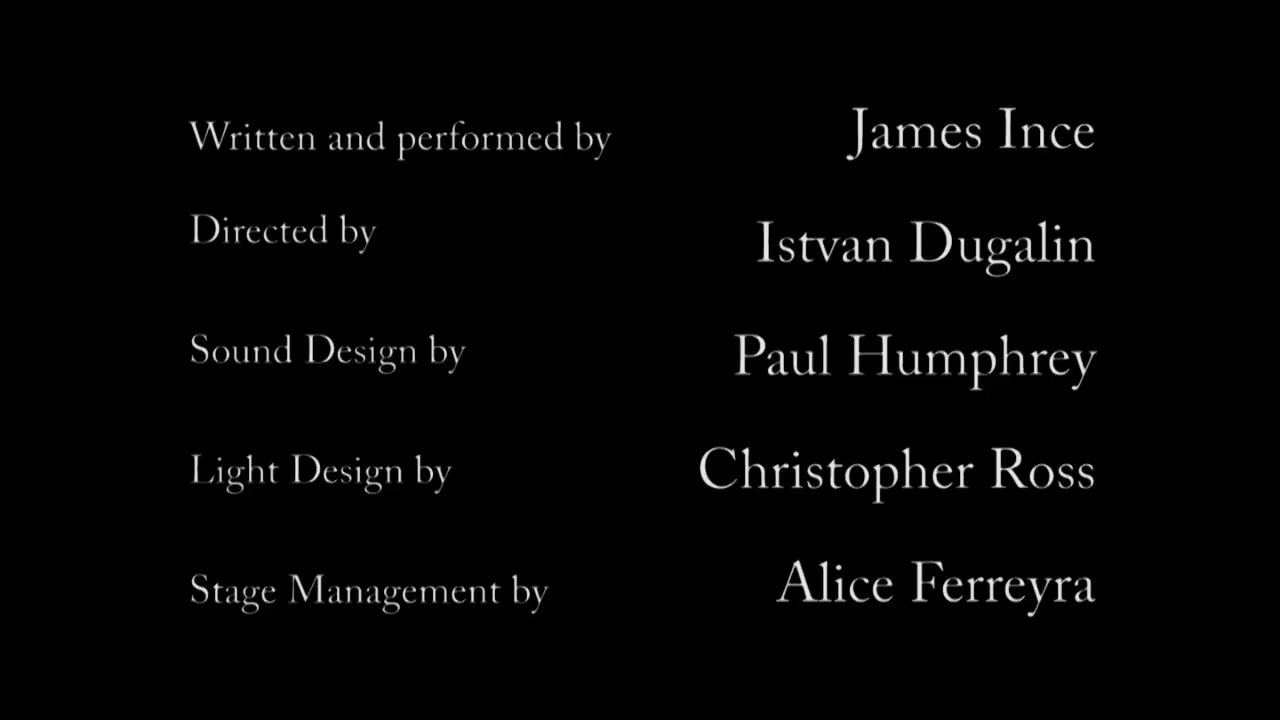 Written and performed by James Ince
Directed by Istvan Dugalin
Sound Design by Paul Humphrey
Light Design by Christopher Ross
Stage Management by Alice Ferreyra